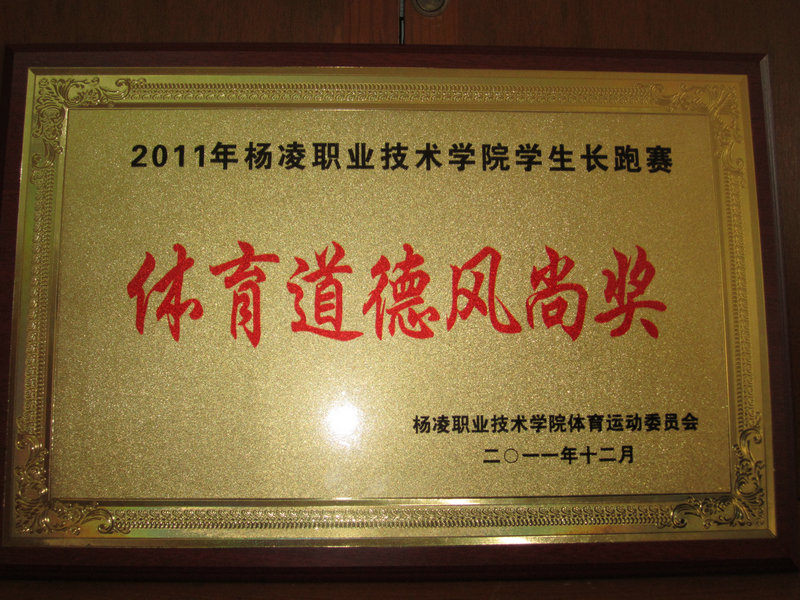 2011年杨凌职业技术学院学生长跑赛
体育道德风尚奖
杨凌职业技术学院体育运动委员会
二〇一一年十二月